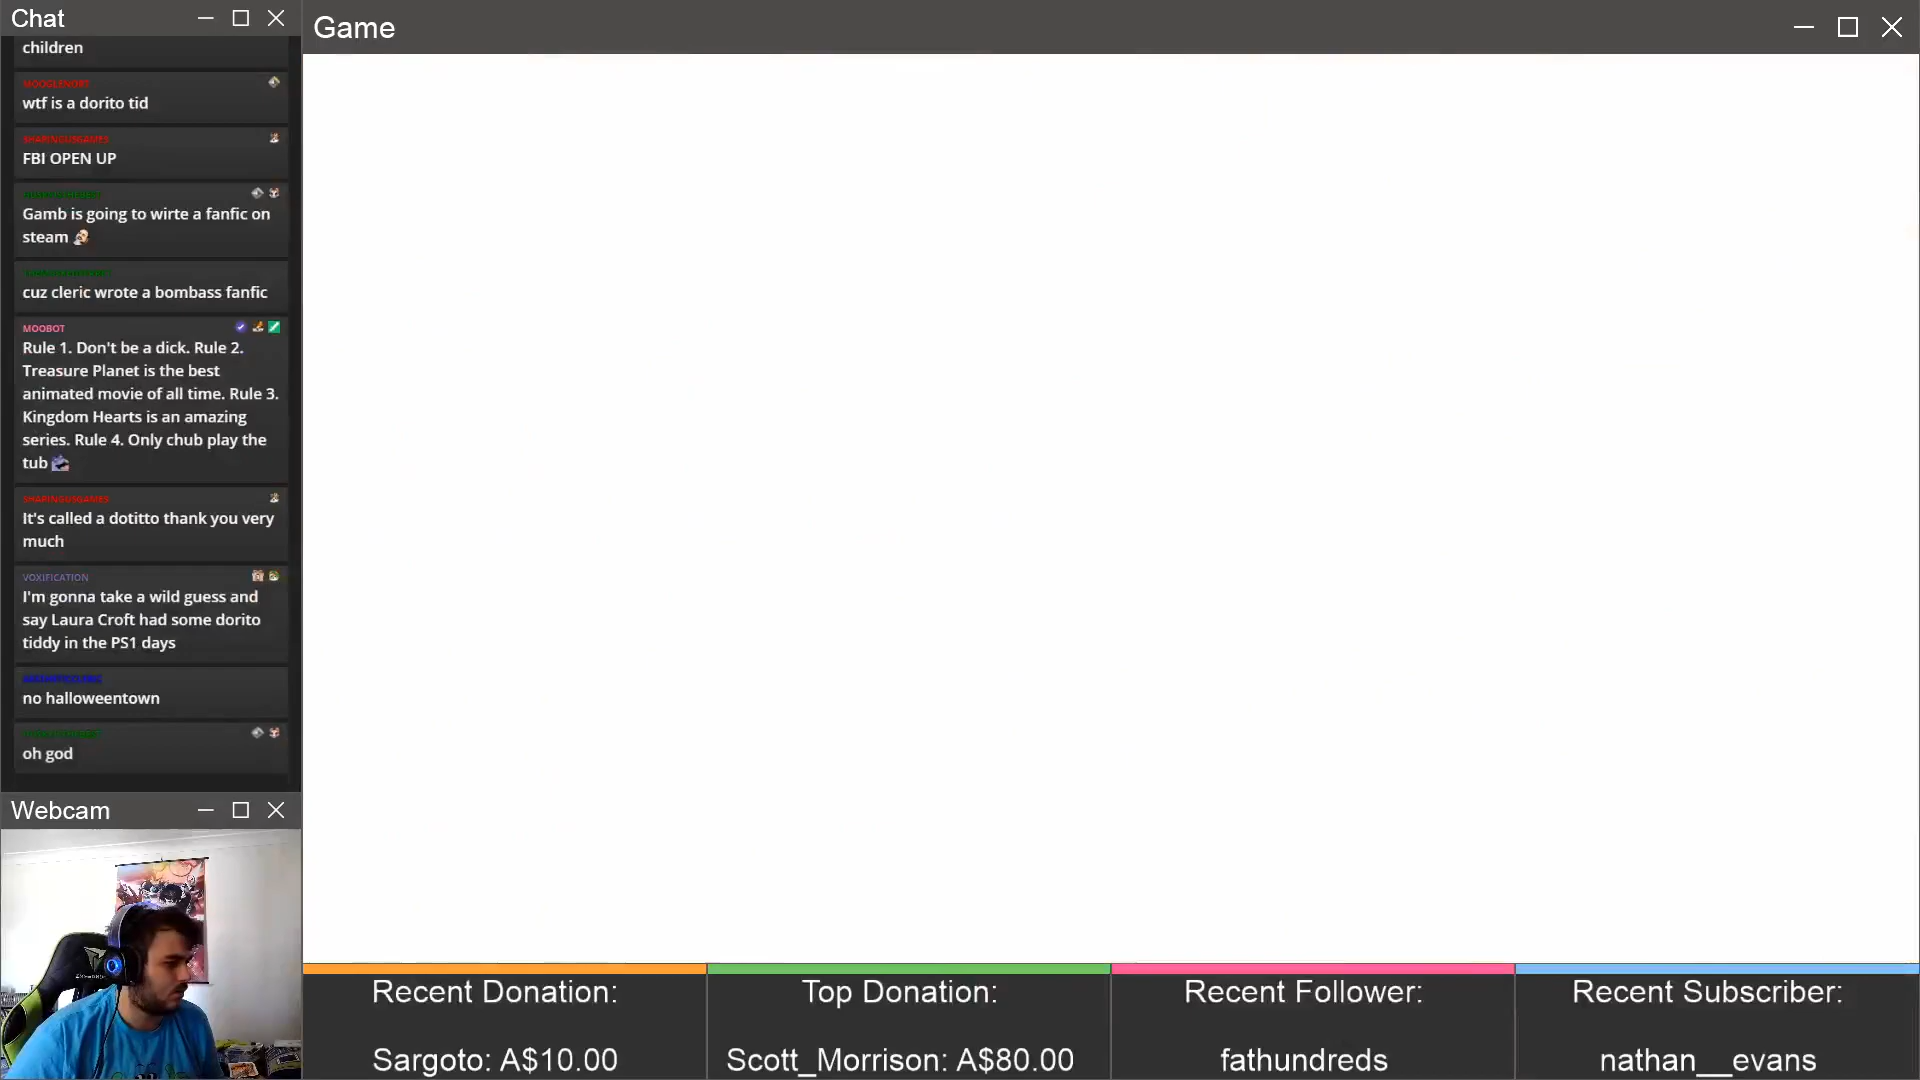 Chat
Game
children
MOOGLENORT
wtf is a dorito tid
SHARINGUSGAMES
FBI OPEN UP
Gamb is going to wirte a fanfic on
steam
cuz cleric wrote a bombass fanfic
MOOBOT
Rule 1. Don't be a dick. Rule 2.
Treasure Planet is the best
animated movie of all time. Rule 3.
Kingdom Hearts is an amazing
series. Rule 4. Only chub play the
tub
SHARINGUSGAMES
It's called a dotitto thank you very
much
VOXIFICATION
I'm gonna take a wild guess and
say Laura Croft had some dorito
tiddy in the PS1 days
no halloweentown
oh god
Webcam
Recent Donation:
Sargoto: A$10.00
Top Donation:
Scott_Morrison: A$80.00
Recent Follower:
fathundreds
Recent Subscriber:
nathan__evans